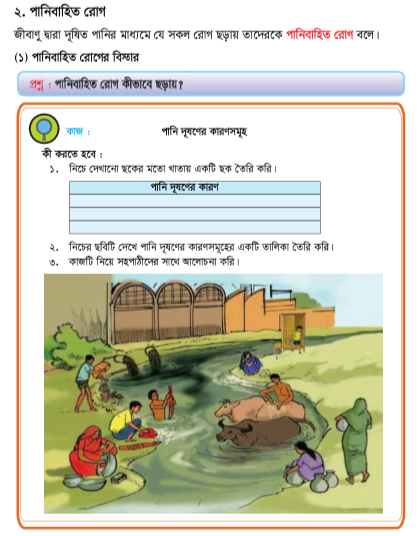 ২. পানিবাহিত রোগ
জীবাণু দ্বারা দূষিত পানির মাধ্যমে যে সকল রোগ ছড়ায় তাদেরকে পানিবাহিত রোগ বলে।
(১) পানিবাহিত রোগের বিস্তার
প্রশ্ন : পানিবাহিত রোগ কীভাবে ছড়ায়?
কাজ : পানি দূষণের কারণসমূহ
কী করতে হবে :
১. নিচে দেখানো ছকের মতো খাতায় একটি ছক তৈরি করি।
পানি দূষণের কারণ
২. নিচের ছবিটি দেখে পানি দূষণের কারণসমূহের একটি তালিকা তৈরি করি।
৩. কাজটি নিয়ে সহপাঠীদের সাথে আলোচনা করি।